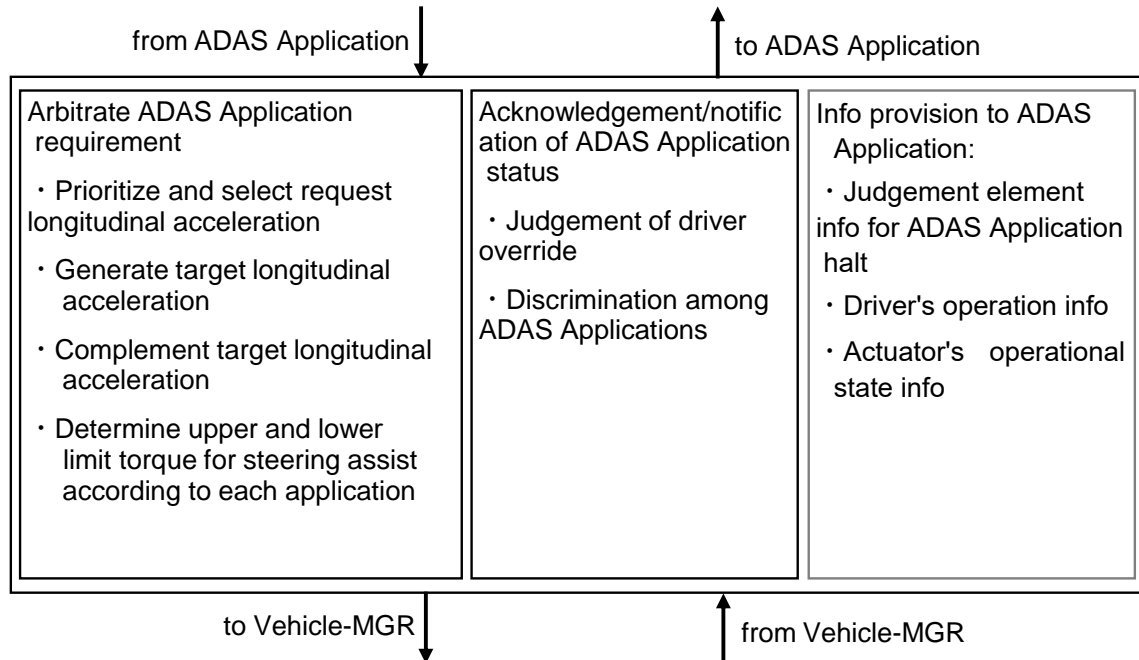 from ADAS Application
to ADAS Application
Arbitrate ADAS Application
requirement
・Prioritize and select request
longitudinal acceleration
・Generate target longitudinal
acceleration
・Complement target longitudinal
acceleration
・Determine upper and lower
limit torque for steering assist
according to each application
Acknowledgement/notific
ation of ADAS Application
status
・Judgement of driver
override
・Discrimination among
ADAS Applications
Info provision to ADAS
Application:
・Judgement element
info for ADAS Application
halt
・Driver's operation info
・Actuator's operational
state info
to Vehicle-MGR
from Vehicle-MGR